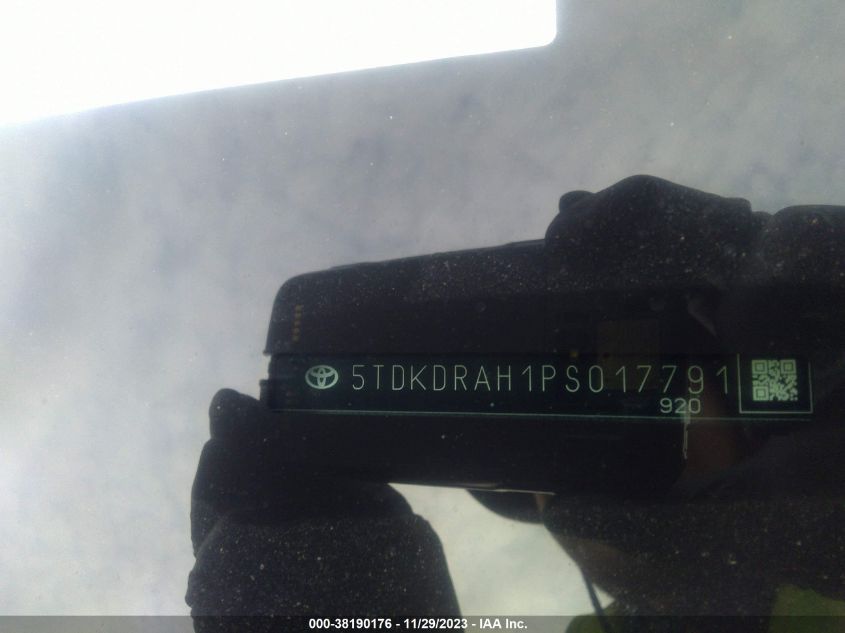 5TDKDRAH1PS017791
920
000-38190176 - 11/29/2023 - IAA Inc.